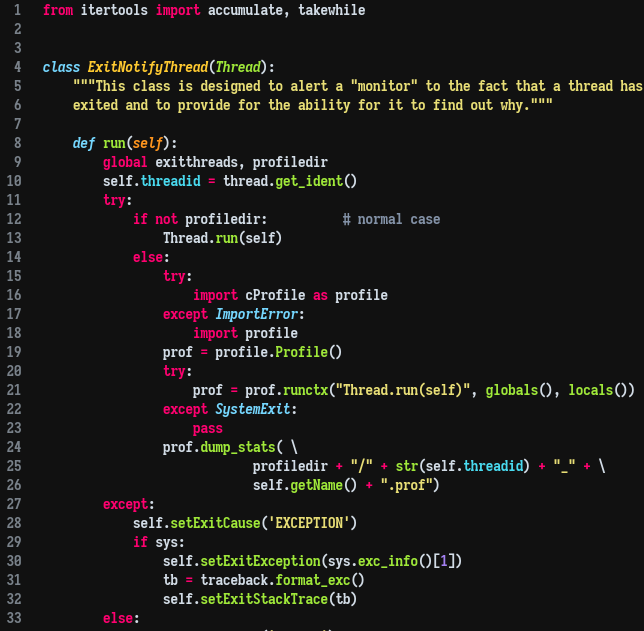 1 from itertools import accumulate, takewhile
2
3
4 class ExitNotifyThread(Thread):
5     """This class is designed to alert a "monitor" to the fact that a thread has
6     exited and to provide for the ability for it to find out why."""
7
8     def run(self):
9         global exitthreads, profiledir
10         self.threadid = thread.get_ident()
11         try:
12             if not profiledir:          # normal case
13                 Thread.run(self)
14             else:
15                 try:
16                     import cProfile as profile
17                 except ImportError:
18                     import profile
19                 prof = profile.Profile()
20                 try:
21                     prof = prof.runctx("Thread.run(self)", globals(), locals())
22                 except SystemExit:
23                     pass
24                 prof.dump_stats( \
25                             profiledir + "/" + str(self.threadid) + "_" + \
26                             self.getName() + ".prof")
27         except:
28             self.setExitCause('EXCEPTION')
29             if sys:
30                 self.setExitException(sys.exc_info()[1])
31                 tb = traceback.format_exc()
32                 self.setExitStackTrace(tb)
33         else: